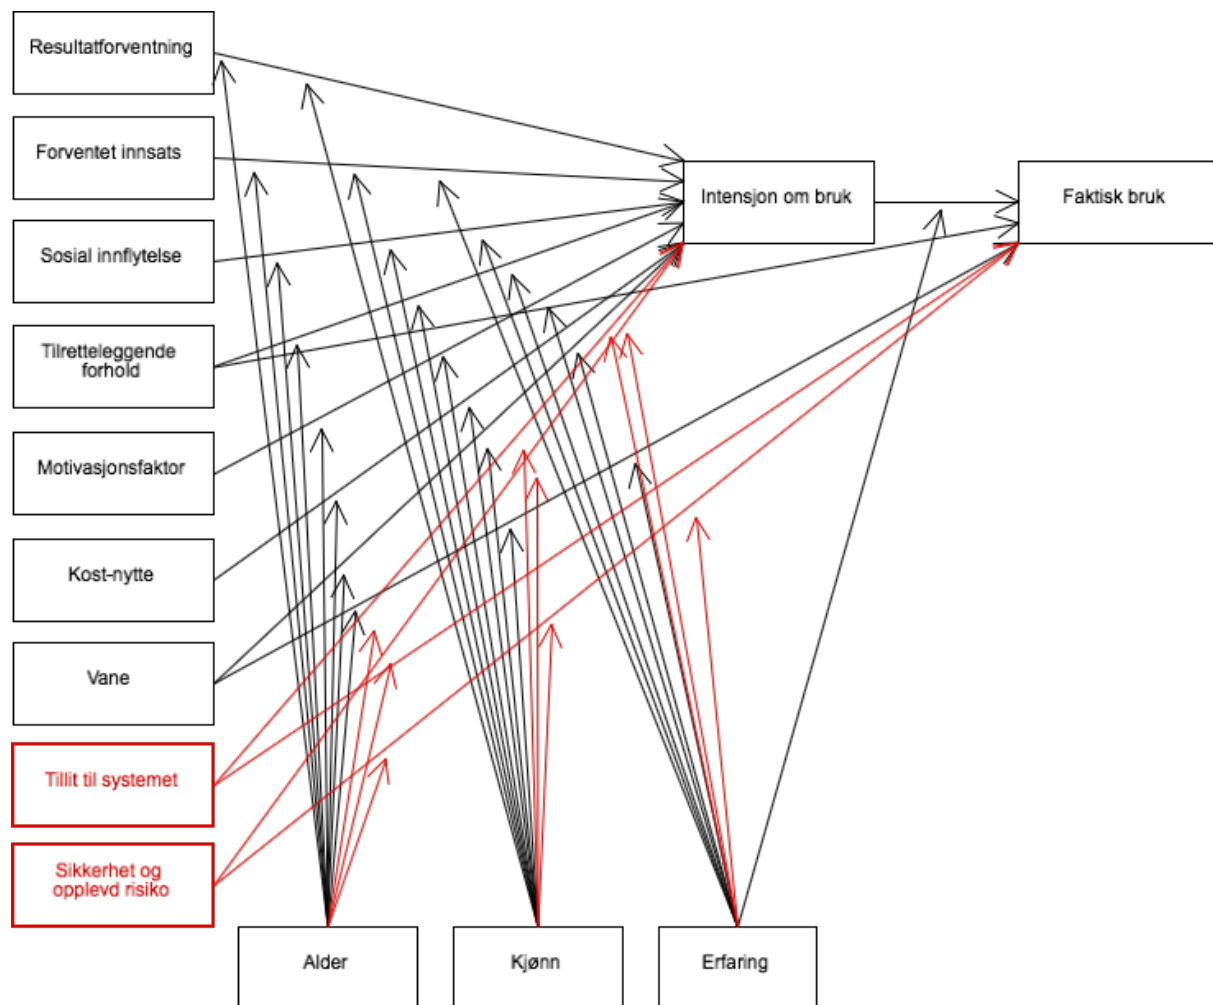 Resultatforventning
Forventet innsats
Sosial innflytelse
Tilretteleggende
forhold
Motivasjonsfaktor
Kost-nytte
Vane
Tillit til systemet
Sikkerhet og
opplevd risiko
Intensjon om bruk
Faktisk bruk
Alder
Kjønn
Erfaring